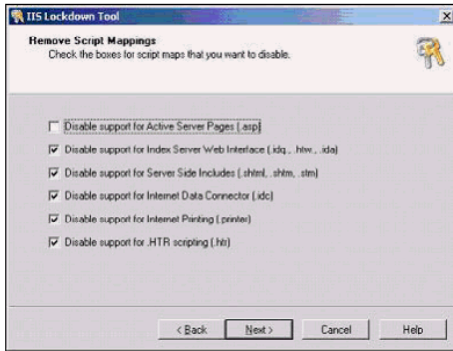 IIS Lockdown Tool
Remove Script Mappings
Check the boxes for script maps that you want to disable.
Disable support for Active Server Pages (.asp)
Disable support for Index Server Web Interface (.idq, .htw, .ida)
Disable support for Server Side Includes (.shtml, .shtm, .stm)
Disable support for Internet Data Connector (.idc)
Disable support for Internet Printing (.printer)
Disable support for .HTR scripting (.htr)
< Back Next > Cancel Help